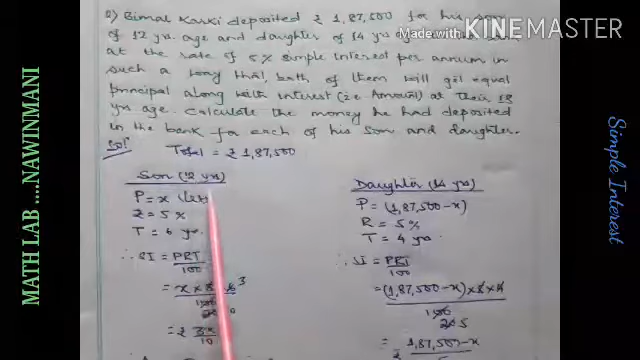 Made with KINEMASTER
Q) Bimal Karki deposited ₹ 1,87,500 for his son
of 12 yrs. age and daughter of 14 yrs
at the rate of 5% simple interest per annum in
such a way that, both of them will get equal
principal along with interest (i.e. Amount) at their 18
yrs age. Calculate the money he had deposited
in the bank for each of his son and daughter.
Total = ₹ 1,87,500
Son (12 yrs)
P = x
R = 5%
T = 6 yrs.
∴ SI = PRT
100
= ₹ 3x
10
Daughter (14 yrs)
P = (1,87,500 - x)
R = 5%
T = 4 yrs.
∴ SI = PRT
100
= (1,87,500 - x) × 5 × 4
100
20 5
= ₹ 1,87,500 - x
MATH LAB ....NAWINMANI
Simple Interest